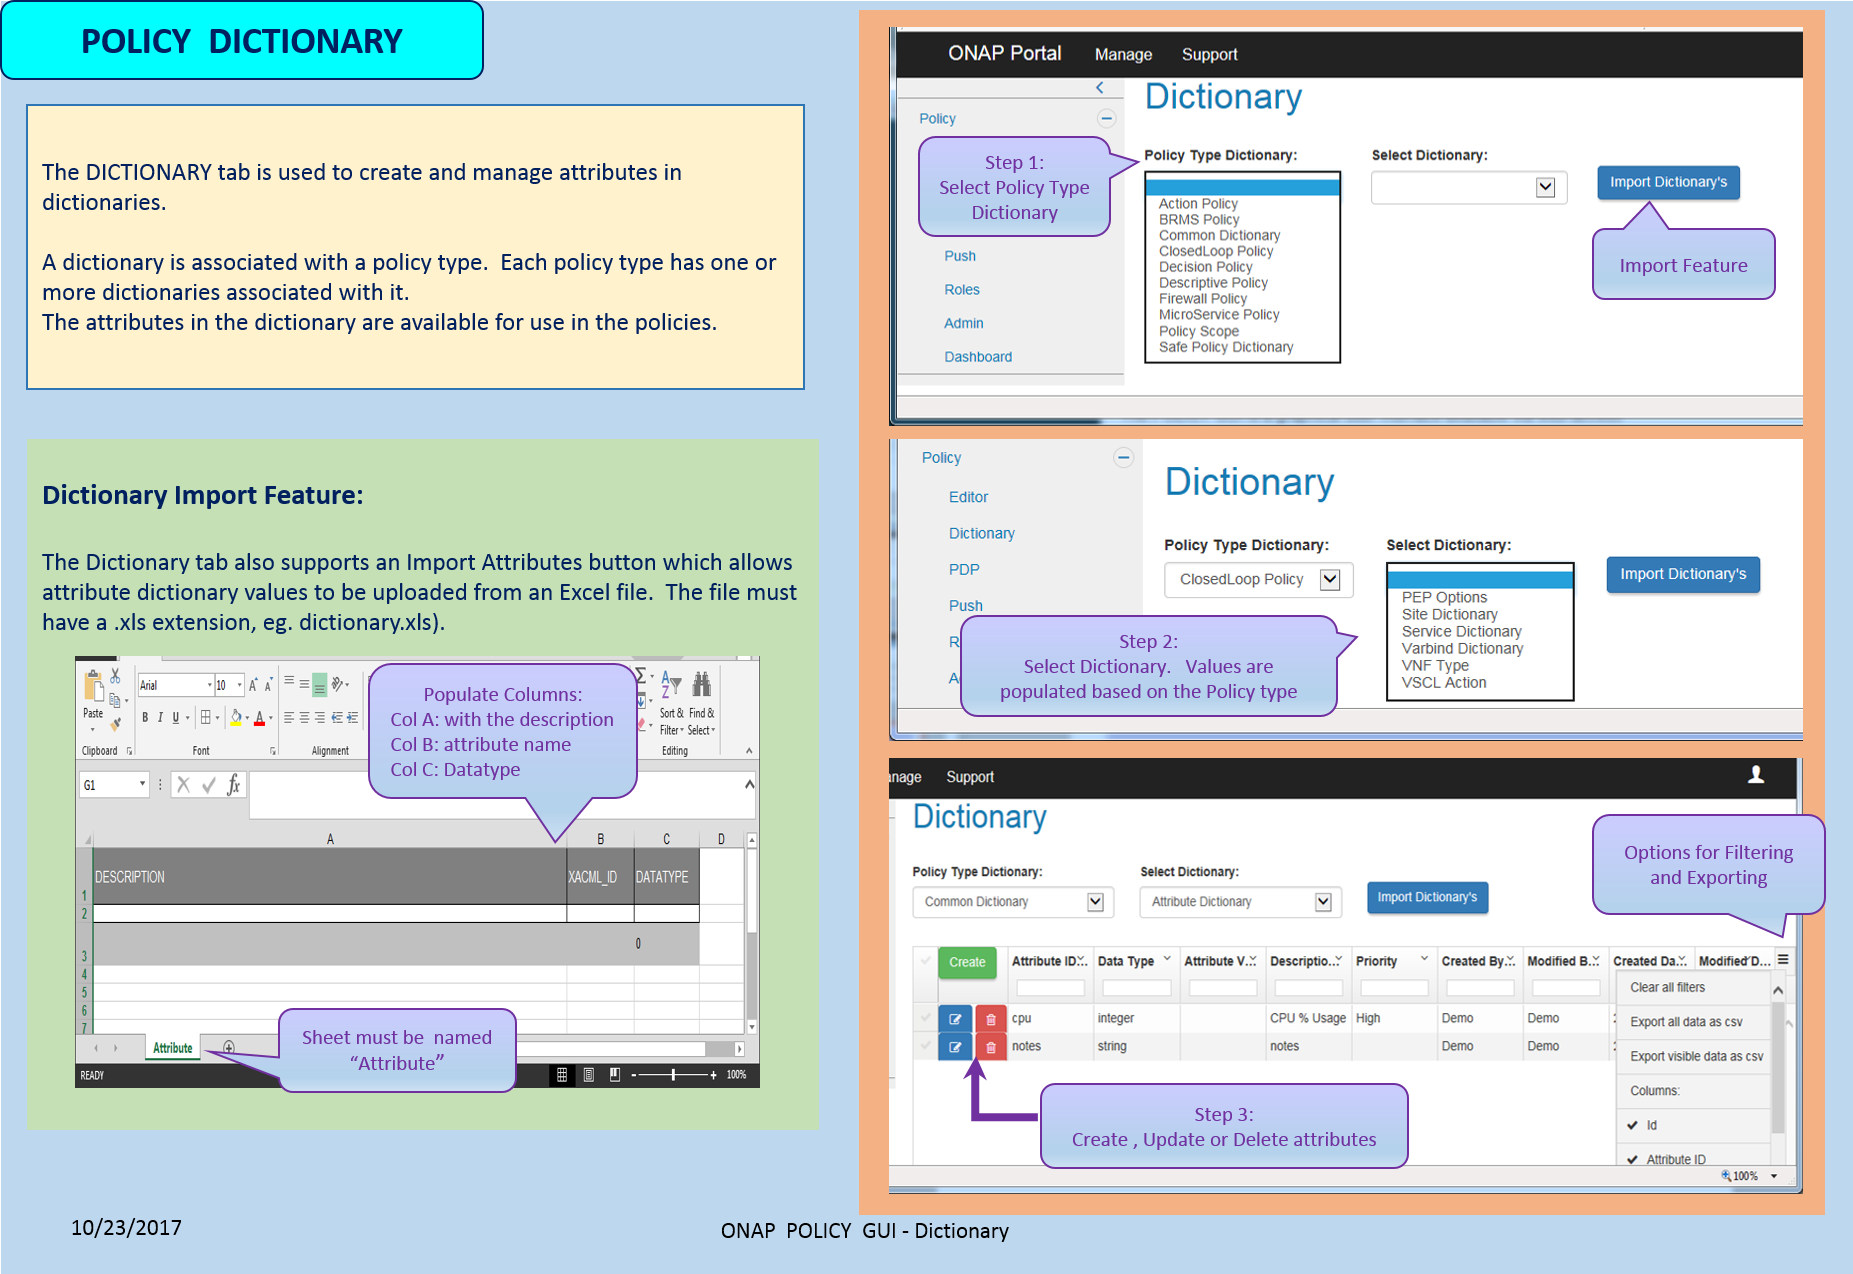 POLICY  DICTIONARY
The DICTIONARY tab is used to create and manage attributes in
dictionaries.
A dictionary is associated with a policy type.  Each policy type has one or
more dictionaries associated with it.
The attributes in the dictionary are available for use in the policies.
Dictionary Import Feature:
The Dictionary tab also supports an Import Attributes button which allows
attribute dictionary values to be uploaded from an Excel file.  The file must
have a .xls extension, eg. dictionary.xls).
Arial 10 A A
Paste B I U A
Sort & Find &
Filter Select
Clipboard Font Alignment Editing
Populate Columns:
Col A: with the description
Col B: attribute name
Col C: Datatype
G1 fx
A B C D
1 DESCRIPTION XACML_ID DATATYPE
2
3 0
4
5
6
7
Attribute
Sheet must be  named
“Attribute”
READY 100%
ONAP Portal Manage Support
Dictionary
Policy
Step 1:
Select Policy Type
Dictionary
Push
Roles
Admin
Dashboard
Policy Type Dictionary: Select Dictionary:
Import Dictionary's
Action Policy
BRMS Policy
Common Dictionary
ClosedLoop Policy
Decision Policy
Descriptive Policy
Firewall Policy
MicroService Policy
Policy Scope
Safe Policy Dictionary
Import Feature
Policy
Editor
Dictionary
PDP
Push
R
A
Dictionary
Policy Type Dictionary: Select Dictionary:
ClosedLoop Policy
Import Dictionary's
PEP Options
Site Dictionary
Service Dictionary
Varbind Dictionary
VNF Type
VSCL Action
Step 2:
Select Dictionary.   Values are
populated based on the Policy type
nage Support
Dictionary
Policy Type Dictionary: Select Dictionary:
Common Dictionary Attribute Dictionary Import Dictionary's
Options for Filtering
and Exporting
Create Attribute ID... Data Type Attribute V... Descriptio... Priority Created By... Modified B... Created Da... Modified D...
cpu integer CPU % Usage High Demo Demo
notes string notes Demo Demo
Clear all filters
Export all data as csv
Export visible data as csv
Columns:
Id
Attribute ID
100%
Step 3:
Create , Update or Delete attributes
10/23/2017
ONAP  POLICY  GUI - Dictionary